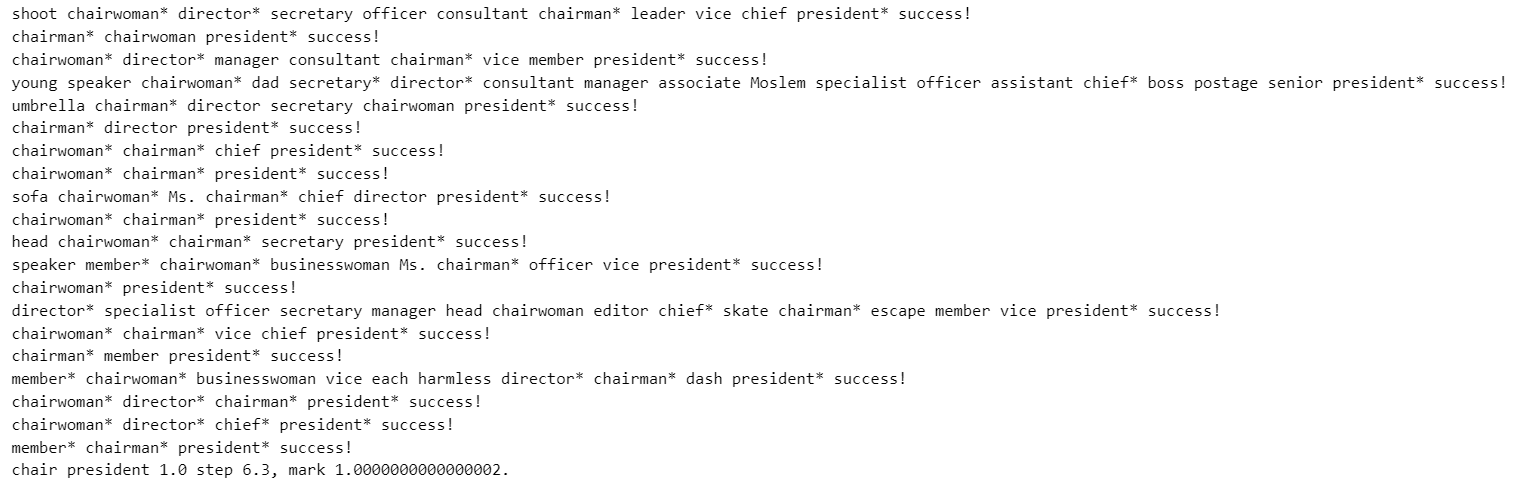 shoot chairwoman* director* secretary officer consultant chairman* leader vice chief president* success!
chairman* chairwoman president* success!
chairwoman* director* manager consultant chairman* vice member president* success!
young speaker chairwoman* dad secretary* director* consultant manager associate Moslem specialist officer assistant chief* boss postage senior president* success!
umbrella chairman* director secretary chairwoman president* success!
chairman* director president* success!
chairwoman* chairman* chief president* success!
chairwoman* chairman* president* success!
sofa chairwoman* Ms. chairman* chief director president* success!
chairwoman* chairman* president* success!
head chairwoman* chairman* secretary president* success!
speaker member* chairwoman* businesswoman Ms. chairman* officer vice president* success!
chairwoman* president* success!
director* specialist officer secretary manager head chairwoman editor chief* skate chairman* escape member vice president* success!
chairwoman* chairman* vice chief president* success!
chairman* member president* success!
member* chairwoman* businesswoman vice each harmless director* chairman* dash president* success!
chairwoman* director* chairman* president* success!
chairwoman* director* chief* president* success!
member* chairman* president* success!
chair president 1.0 step 6.3, mark 1.0000000000000002.